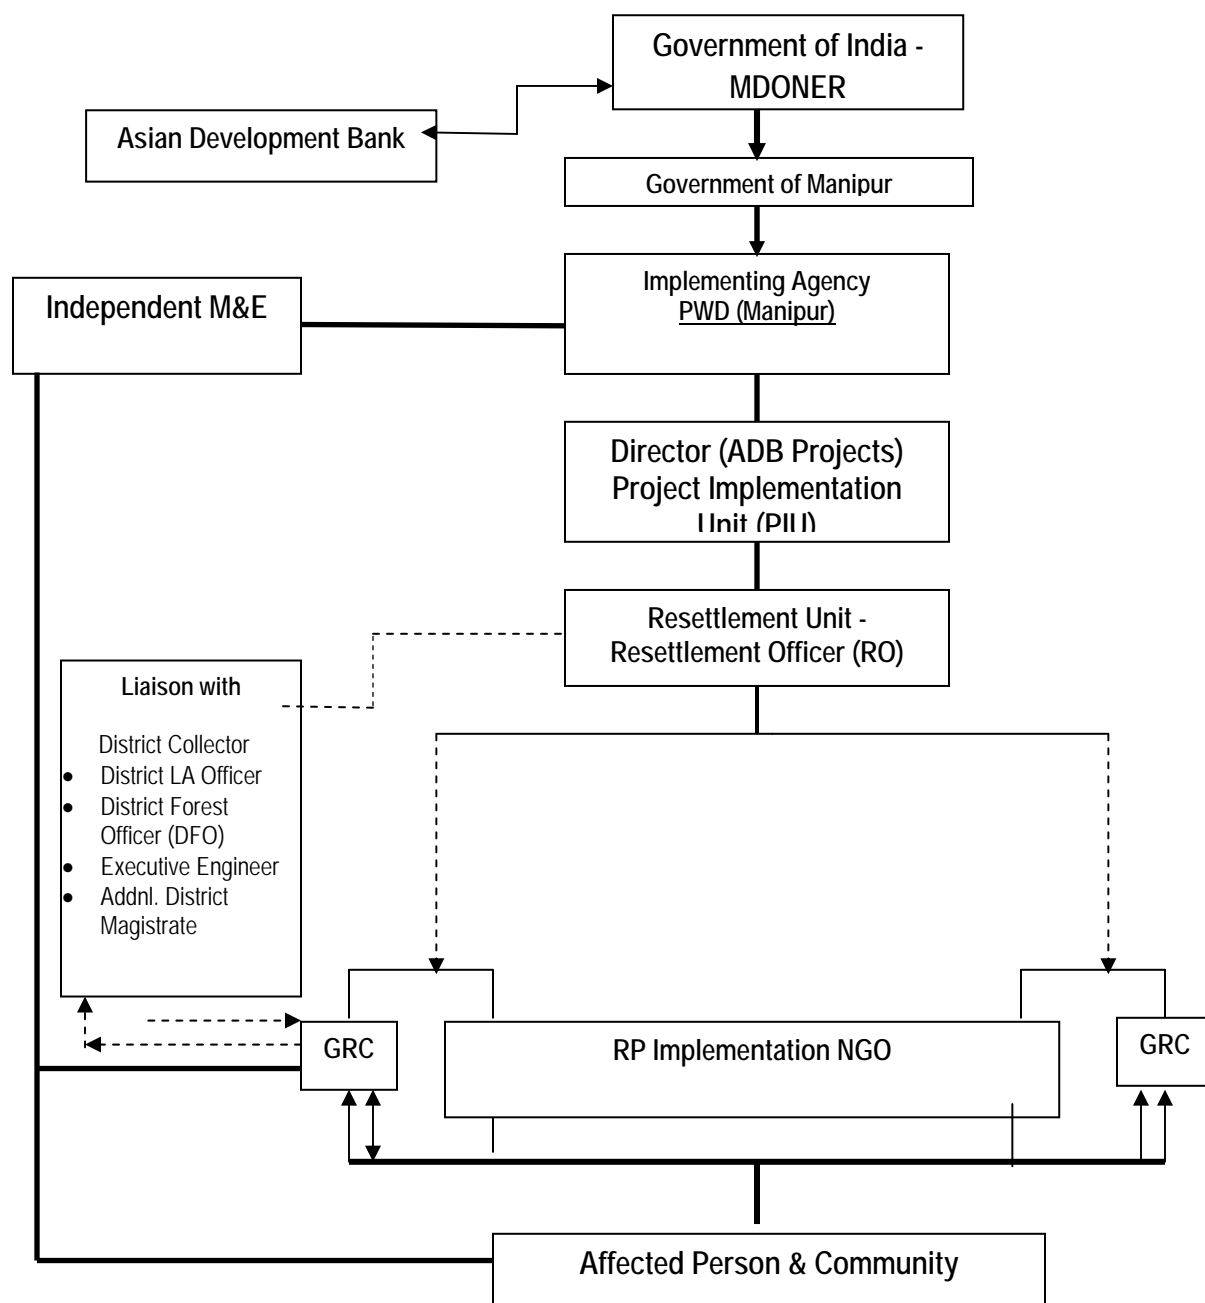 Government of India -
MDONER
Asian Development Bank
Government of Manipur
Independent M&E
Implementing Agency
PWD (Manipur)
Director (ADB Projects)
Project Implementation
Unit (PIU)
Resettlement Unit -
Resettlement Officer (RO)
Liaison with
District Collector
● District LA Officer
● District Forest
Officer (DFO)
● Executive Engineer
● Addnl. District
Magistrate
GRC
RP Implementation NGO
GRC
Affected Person & Community